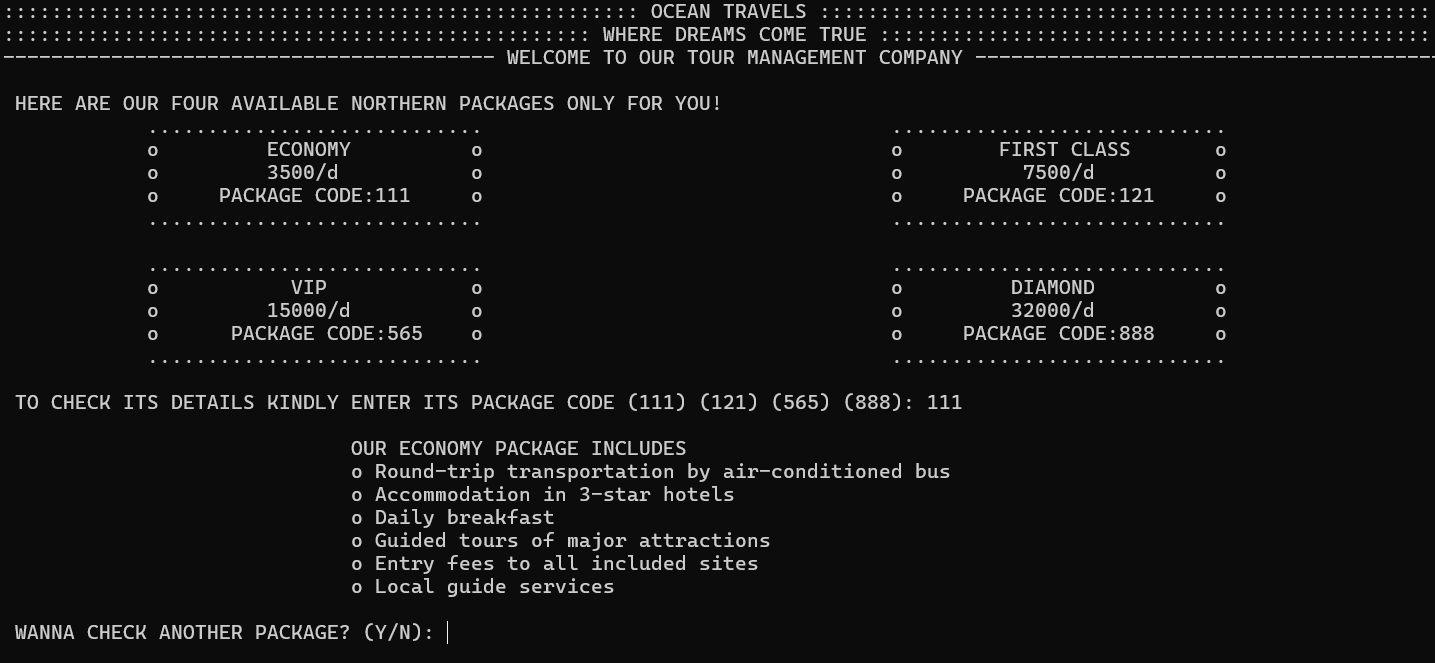 :::::::::::::::::::::::::::::::::::::::::::::::::::: OCEAN TRAVELS :::::::::::::::::::::::::::::::::::::::::::::::::::
:::::::::::::::::::::::::::::::::::::::::::::::: WHERE DREAMS COME TRUE ::::::::::::::::::::::::::::::::::::::::::::::
----------------------------------------- WELCOME TO OUR TOUR MANAGEMENT COMPANY ---------------------------------------
HERE ARE OUR FOUR AVAILABLE NORTHERN PACKAGES ONLY FOR YOU!
............................ ............................
o ECONOMY o o FIRST CLASS o
o 3500/d o o 7500/d o
o PACKAGE CODE:111 o o PACKAGE CODE:121 o
............................ ............................
............................ ............................
o VIP o o DIAMOND o
o 15000/d o o 32000/d o
o PACKAGE CODE:565 o o PACKAGE CODE:888 o
............................ ............................
TO CHECK ITS DETAILS KINDLY ENTER ITS PACKAGE CODE (111) (121) (565) (888): 111
OUR ECONOMY PACKAGE INCLUDES
o Round-trip transportation by air-conditioned bus
o Accommodation in 3-star hotels
o Daily breakfast
o Guided tours of major attractions
o Entry fees to all included sites
o Local guide services
WANNA CHECK ANOTHER PACKAGE? (Y/N):